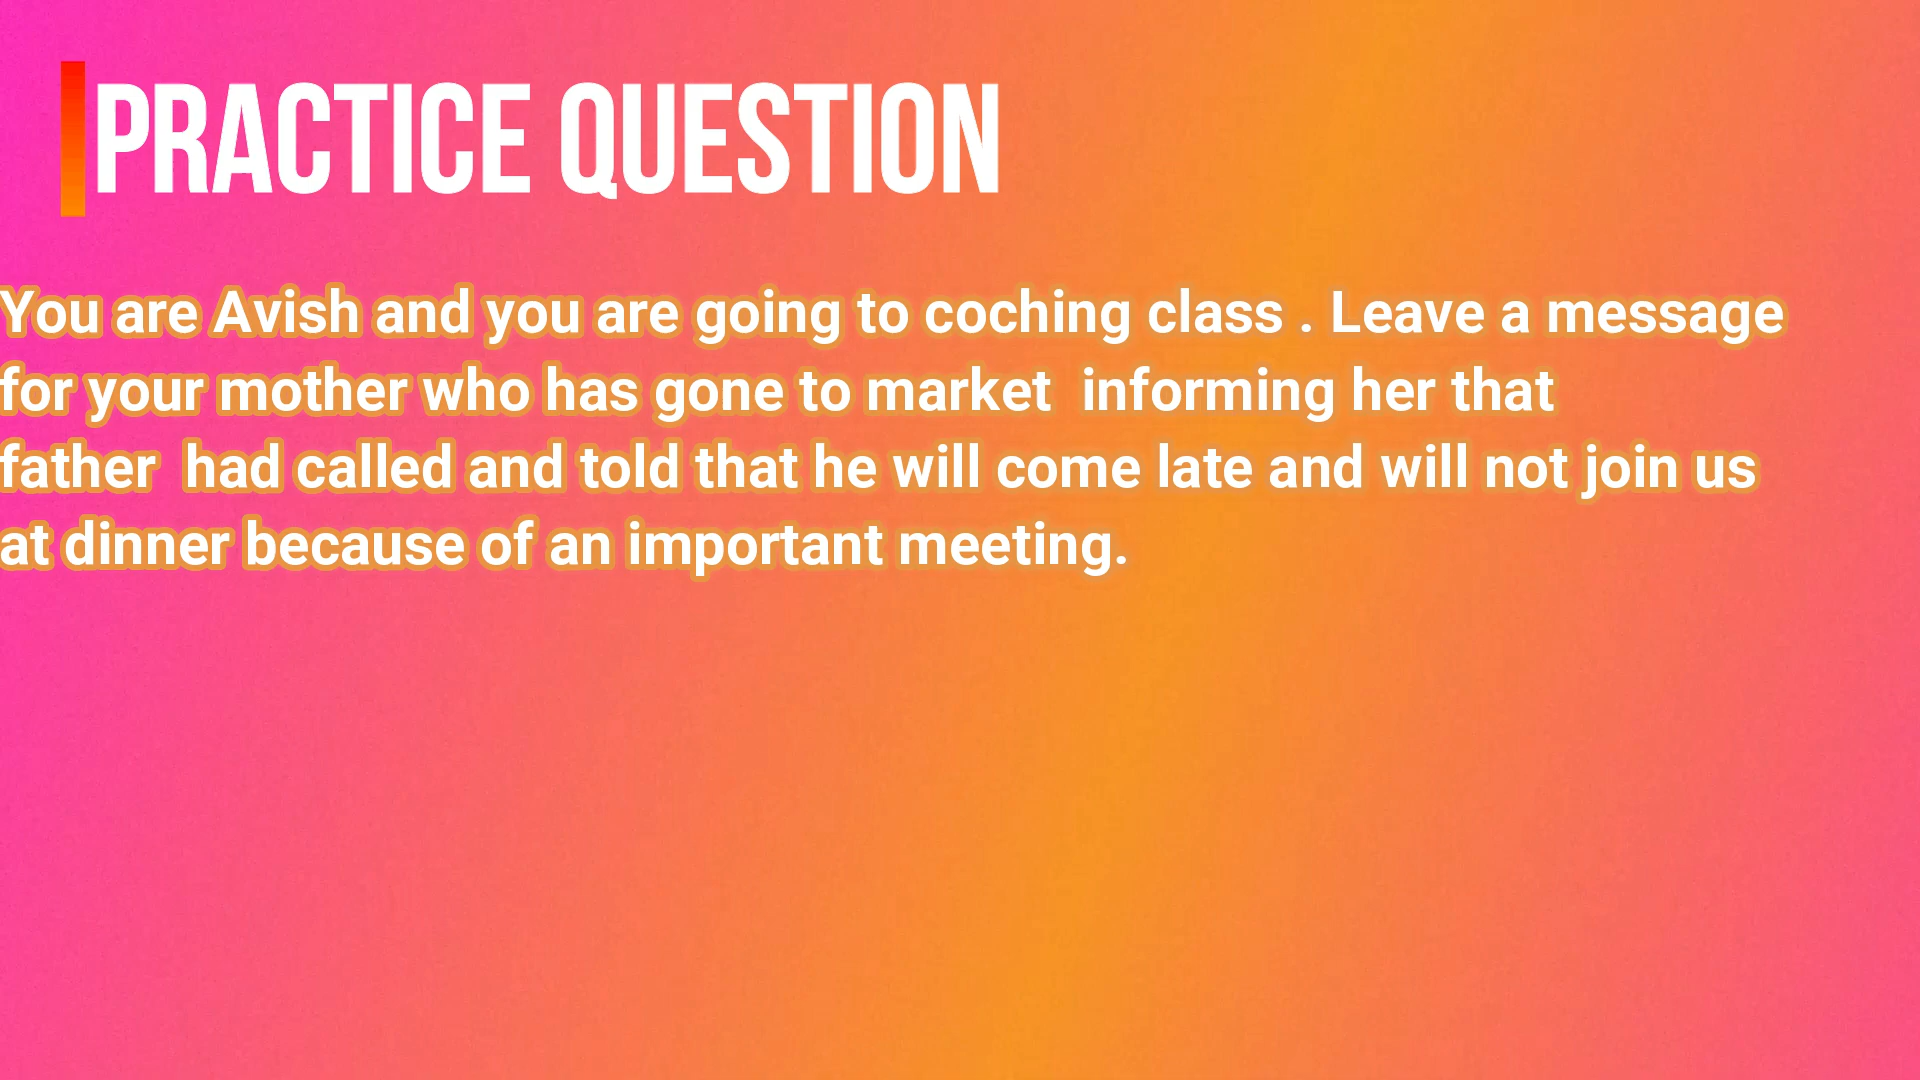 PRACTICE QUESTION
You are Avish and you are going to coching class . Leave a message
for your mother who has gone to market  informing her that
father  had called and told that he will come late and will not join us
at dinner because of an important meeting.